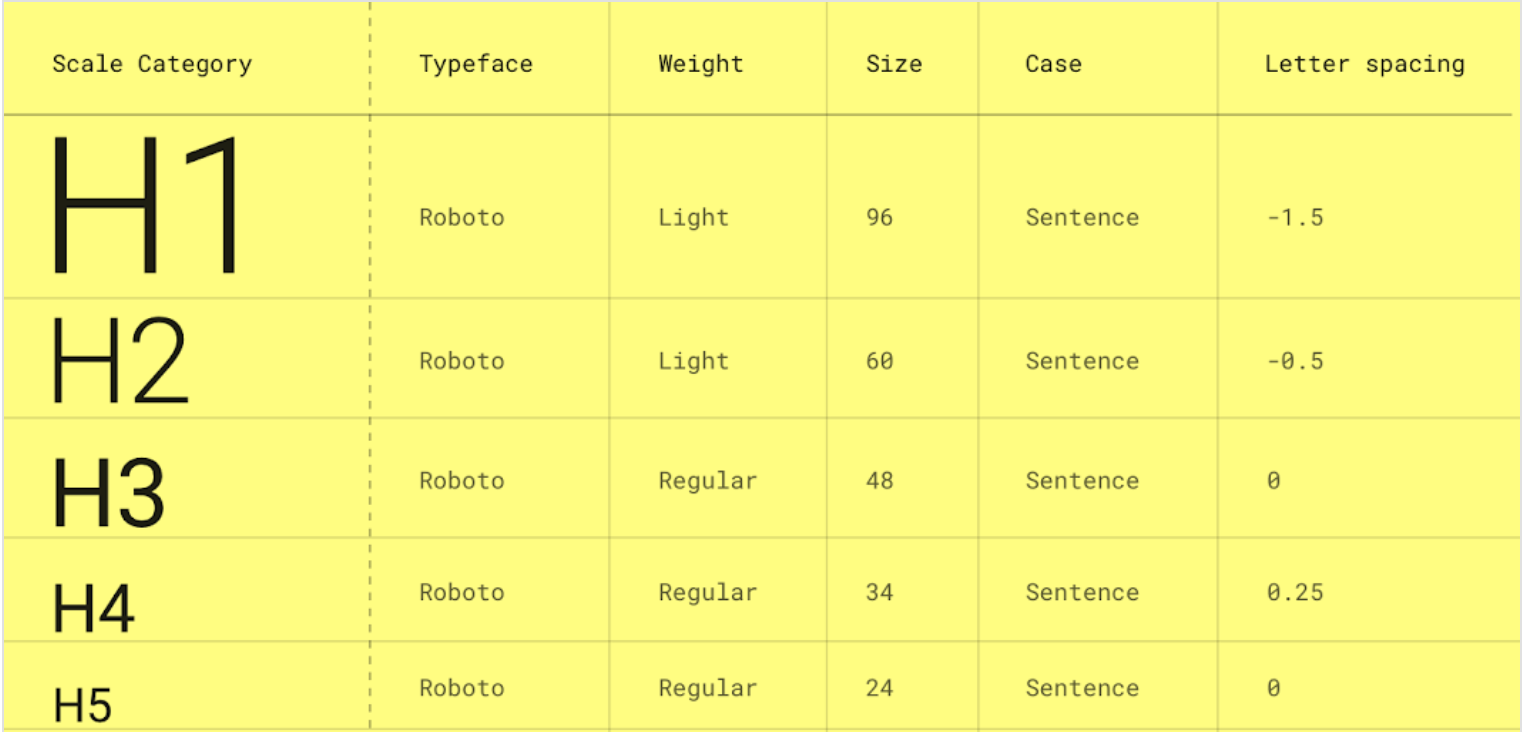 Scale Category Typeface Weight Size Case Letter spacing
H1 Roboto Light 96 Sentence -1.5
H2 Roboto Light 60 Sentence -0.5
H3 Roboto Regular 48 Sentence 0
H4 Roboto Regular 34 Sentence 0.25
H5 Roboto Regular 24 Sentence 0